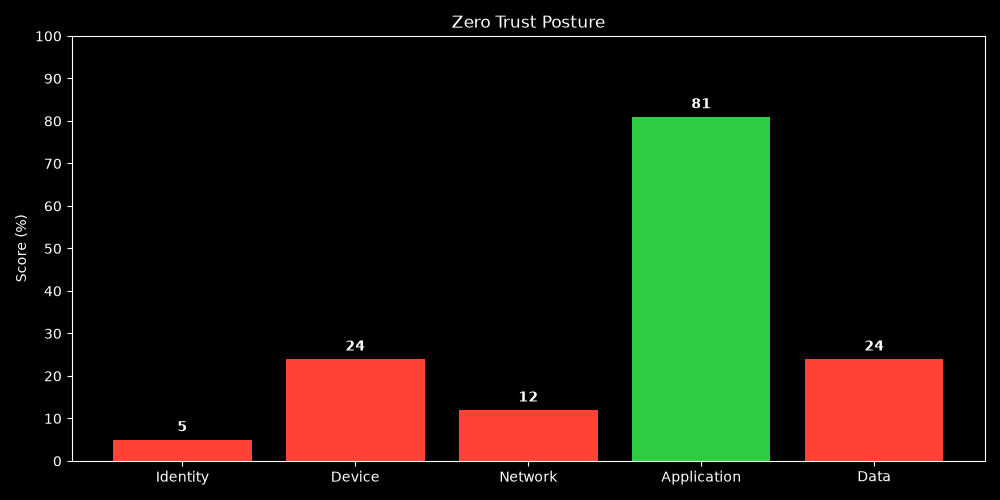 Zero Trust Posture
Score (%)
100
90
80
70
60
50
40
30
20
10
0
5
24
12
81
24
Identity
Device
Network
Application
Data